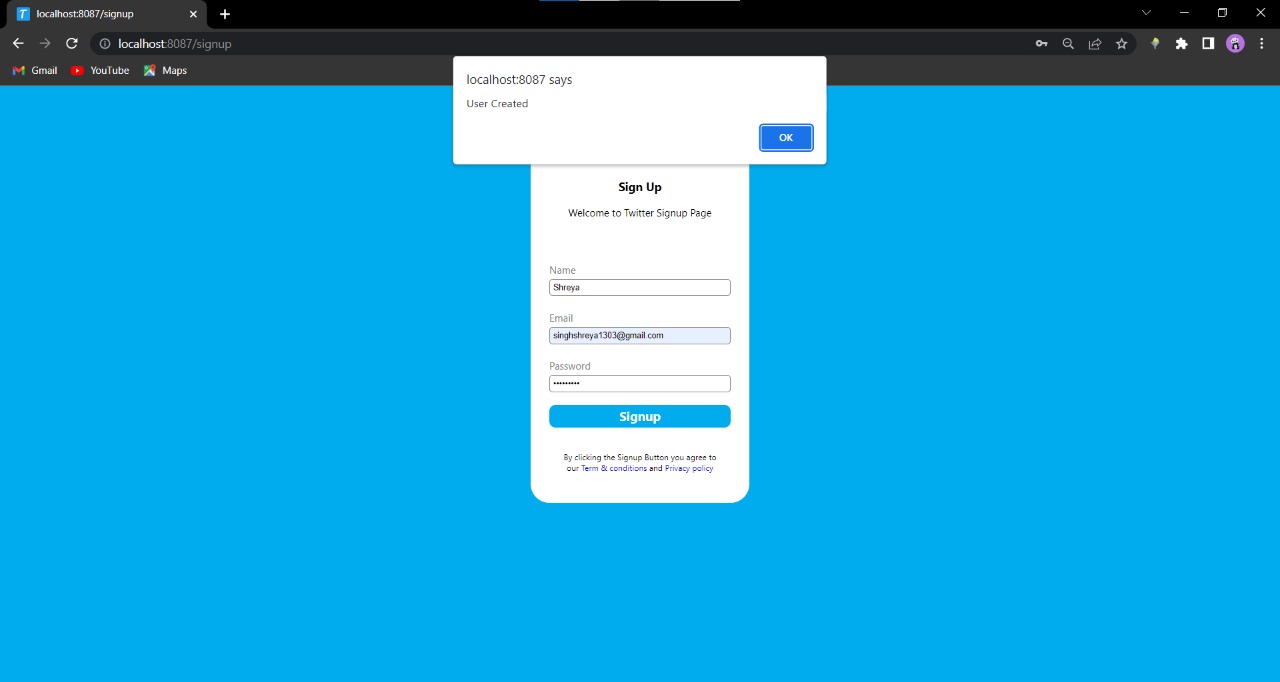 localhost:8087/signup
localhost:8087/signup
Gmail YouTube Maps
localhost:8087 says
User Created
OK
Sign Up
Welcome to Twitter Signup Page
Name
Shreya
Email
singhshreya1303@gmail.com
Password
•••••••••
Signup
By clicking the Signup Button you agree to
our Term & conditions and Privacy policy